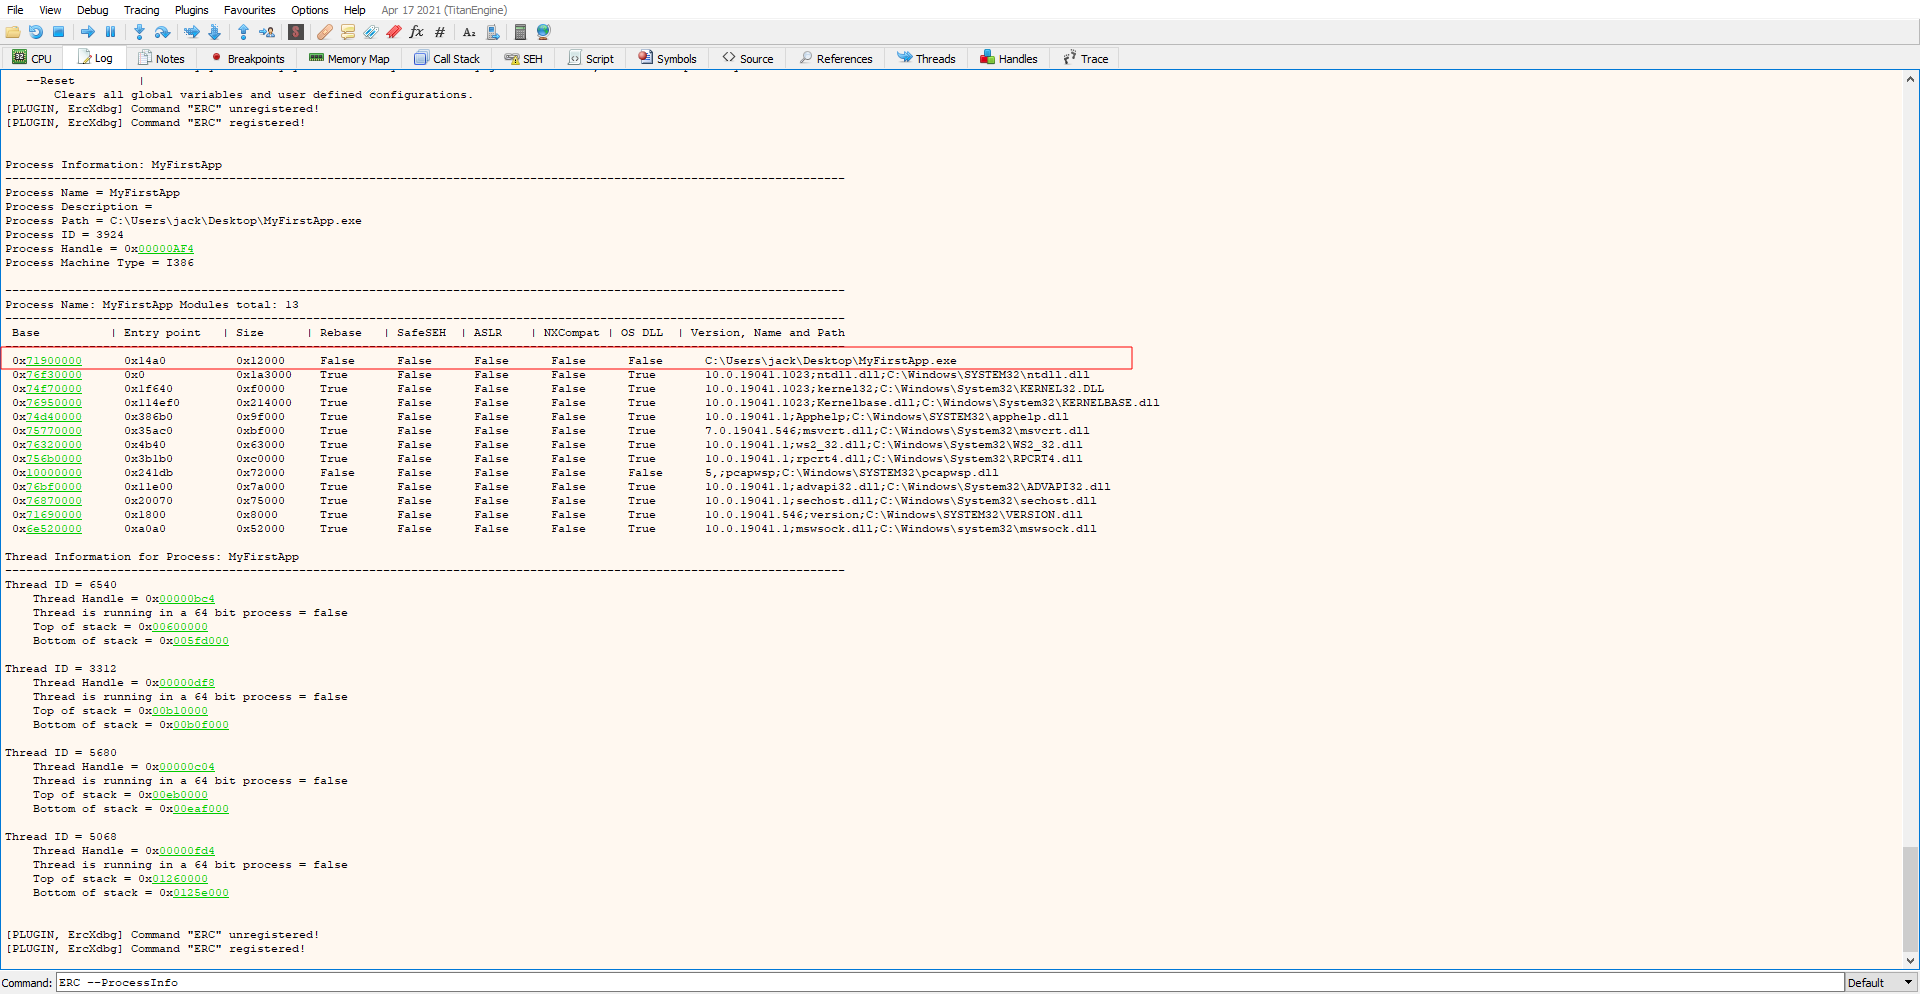 File View Debug Tracing Plugins Favourites Options Help Apr 17 2021 (TitanEngine)
CPU Log Notes Breakpoints Memory Map Call Stack SEH Script Symbols Source References Threads Handles Trace
--Reset |
Clears all global variables and user defined configurations.
[PLUGIN, ErcXdbg] Command "ERC" unregistered!
[PLUGIN, ErcXdbg] Command "ERC" registered!
Process Information: MyFirstApp
------------------------------------------------------------------------------------------------------------------------
Process Name = MyFirstApp
Process Description =
Process Path = C:\Users\jack\Desktop\MyFirstApp.exe
Process ID = 3924
Process Handle = 0x00000AF4
Process Machine Type = I386
------------------------------------------------------------------------------------------------------------------------
Process Name: MyFirstApp Modules total: 13
------------------------------------------------------------------------------------------------------------------------
Base | Entry point | Size | Rebase | SafeSEH | ASLR | NXCompat | OS DLL | Version, Name and Path
------------------------------------------------------------------------------------------------------------------------
0x71900000 0x14a0 0x12000 False False False False False C:\Users\jack\Desktop\MyFirstApp.exe
0x76f30000 0x0 0x1a3000 True False False False True 10.0.19041.1023;ntdll.dll;C:\Windows\SYSTEM32\ntdll.dll
0x74f70000 0x1f640 0xf0000 True False False False True 10.0.19041.1023;kernel32;C:\Windows\System32\KERNEL32.DLL
0x76950000 0x114ef0 0x214000 True False False False True 10.0.19041.1023;Kernelbase.dll;C:\Windows\System32\KERNELBASE.dll
0x74d40000 0x386b0 0x9f000 True False False False True 10.0.19041.1;Apphelp;C:\Windows\SYSTEM32\apphelp.dll
0x75770000 0x35ac0 0xbf000 True False False False True 7.0.19041.546;msvcrt.dll;C:\Windows\System32\msvcrt.dll
0x76320000 0x4b40 0x63000 True False False False True 10.0.19041.1;ws2_32.dll;C:\Windows\System32\WS2_32.dll
0x756b0000 0x3b1b0 0xc0000 True False False False True 10.0.19041.1;rpcrt4.dll;C:\Windows\System32\RPCRT4.dll
0x10000000 0x241db 0x72000 False False False False False 5,;pcapwsp;C:\Windows\SYSTEM32\pcapwsp.dll
0x76bf0000 0x11e00 0x7a000 True False False False True 10.0.19041.1;advapi32.dll;C:\Windows\System32\ADVAPI32.dll
0x76870000 0x20070 0x75000 True False False False True 10.0.19041.1;sechost.dll;C:\Windows\System32\sechost.dll
0x71690000 0x1800 0x8000 True False False False True 10.0.19041.546;version;C:\Windows\SYSTEM32\VERSION.dll
0x6e520000 0xa0a0 0x52000 True False False False True 10.0.19041.1;mswsock.dll;C:\Windows\system32\mswsock.dll
Thread Information for Process: MyFirstApp
------------------------------------------------------------------------------------------------------------------------
Thread ID = 6540
Thread Handle = 0x00000bc4
Thread is running in a 64 bit process = false
Top of stack = 0x00600000
Bottom of stack = 0x005fd000
Thread ID = 3312
Thread Handle = 0x00000df8
Thread is running in a 64 bit process = false
Top of stack = 0x00b10000
Bottom of stack = 0x00b0f000
Thread ID = 5680
Thread Handle = 0x00000c04
Thread is running in a 64 bit process = false
Top of stack = 0x00eb0000
Bottom of stack = 0x00eaf000
Thread ID = 5068
Thread Handle = 0x00000fd4
Thread is running in a 64 bit process = false
Top of stack = 0x01260000
Bottom of stack = 0x0125e000
[PLUGIN, ErcXdbg] Command "ERC" unregistered!
[PLUGIN, ErcXdbg] Command "ERC" registered!
Command: ERC --ProcessInfo Default